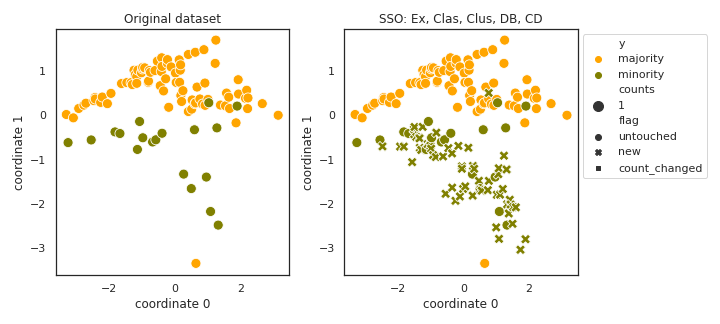 Original dataset
coordinate 1
1
0
−1
−2
−3
−2
0
2
coordinate 0
SSO: Ex, Clas, Clus, DB, CD
coordinate 1
1
0
−1
−2
−3
−2
0
2
coordinate 0
y
majority
minority
counts
1
flag
untouched
new
count_changed